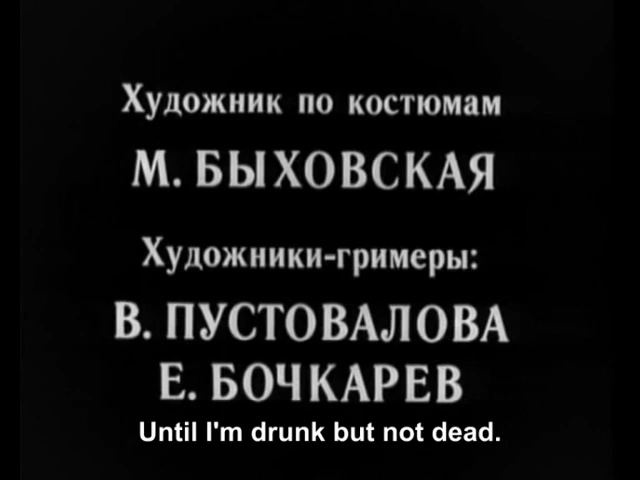 Художник по костюмам
М. БЫХОВСКАЯ
Художники-гримеры:
В. ПУСТОВАЛОВА
Е. БОЧКАРЕВ
Until I'm drunk but not dead.